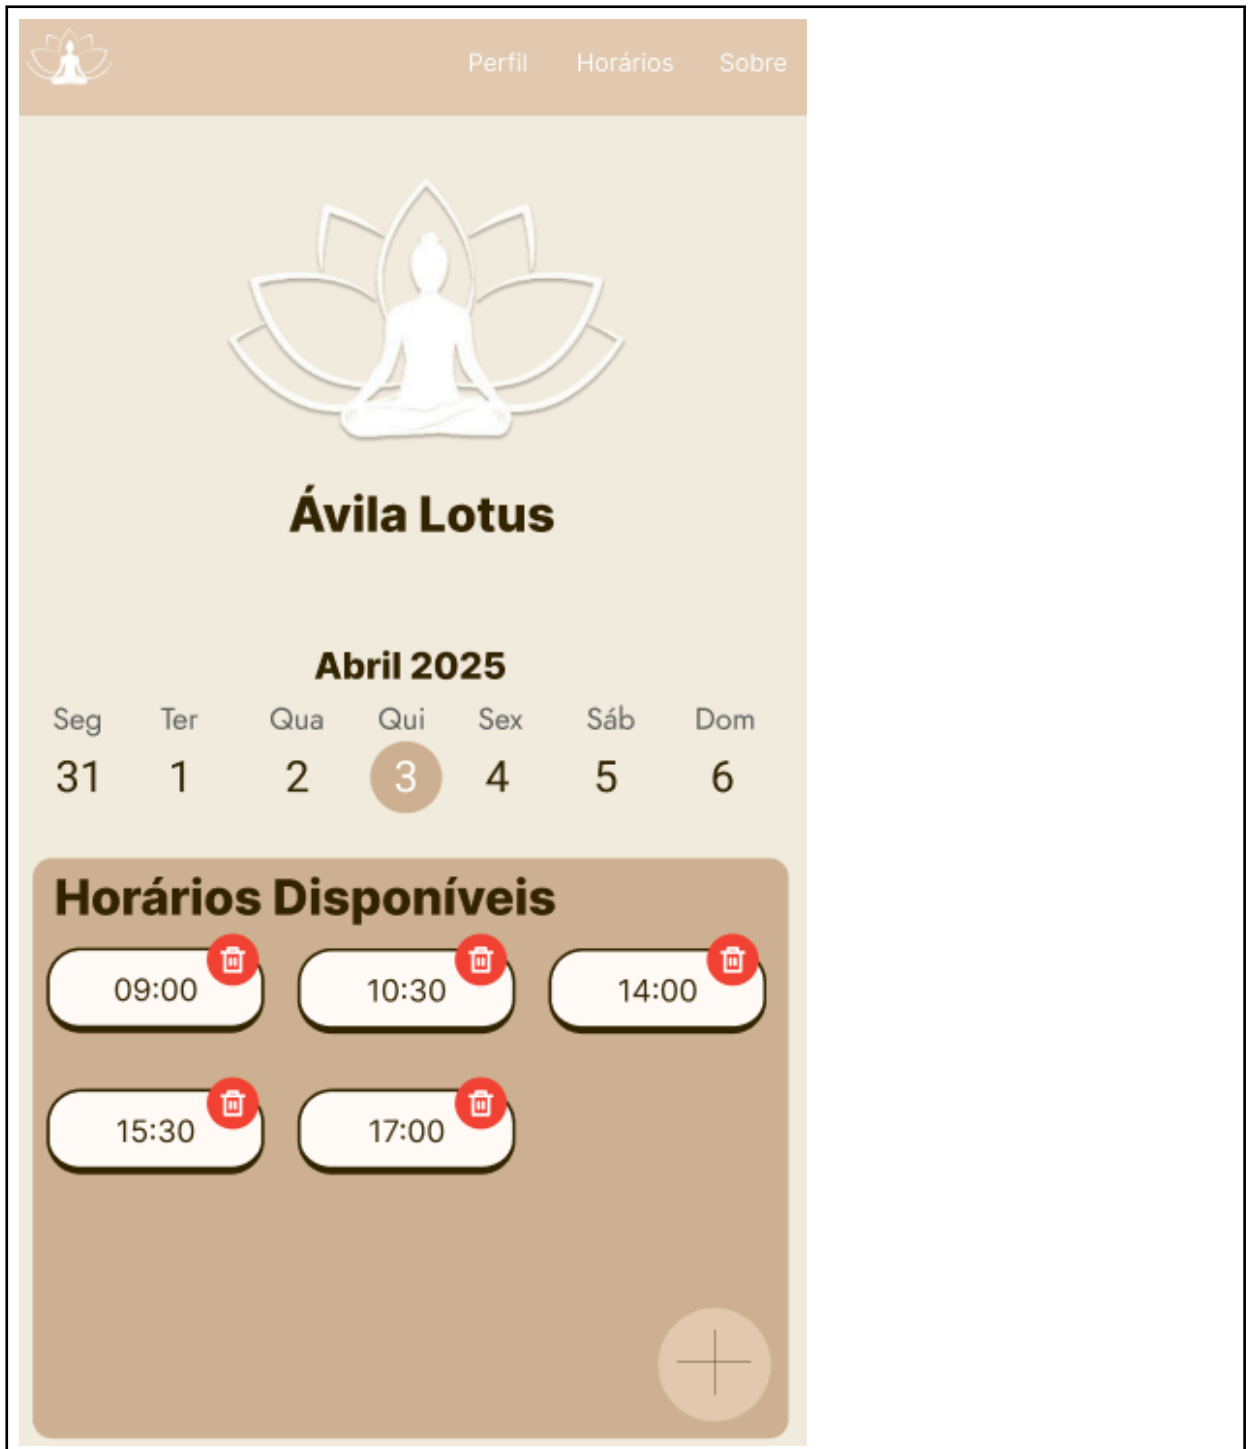 Perfil Horários Sobre
Ávila Lotus
Abril 2025
Seg Ter Qua Qui Sex Sáb Dom
31 1 2 3 4 5 6
Horários Disponíveis
09:00 10:30 14:00
15:30 17:00